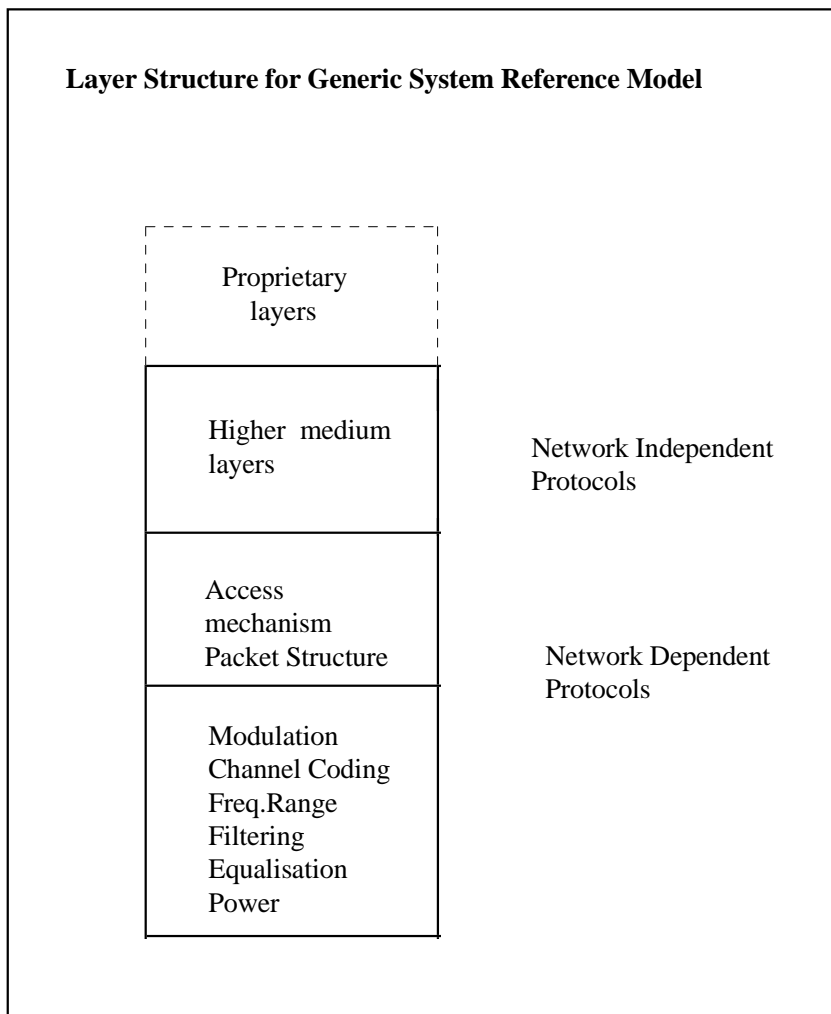 Layer Structure for Generic System Reference Model
Proprietary
layers
Higher medium
layers
Network Independent
Protocols
Access
mechanism
Packet Structure
Network Dependent
Protocols
Modulation
Channel Coding
Freq.Range
Filtering
Equalisation
Power